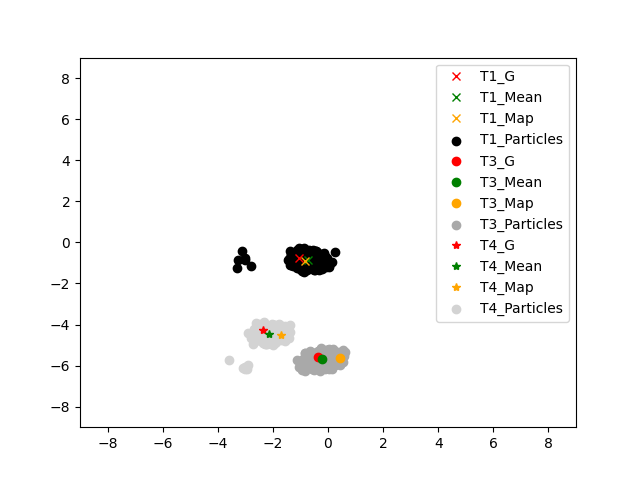 8
6
4
2
0
−2
−4
−6
−8
−8 −6 −4 −2 0 2 4 6 8
T1_G
T1_Mean
T1_Map
T1_Particles
T3_G
T3_Mean
T3_Map
T3_Particles
T4_G
T4_Mean
T4_Map
T4_Particles